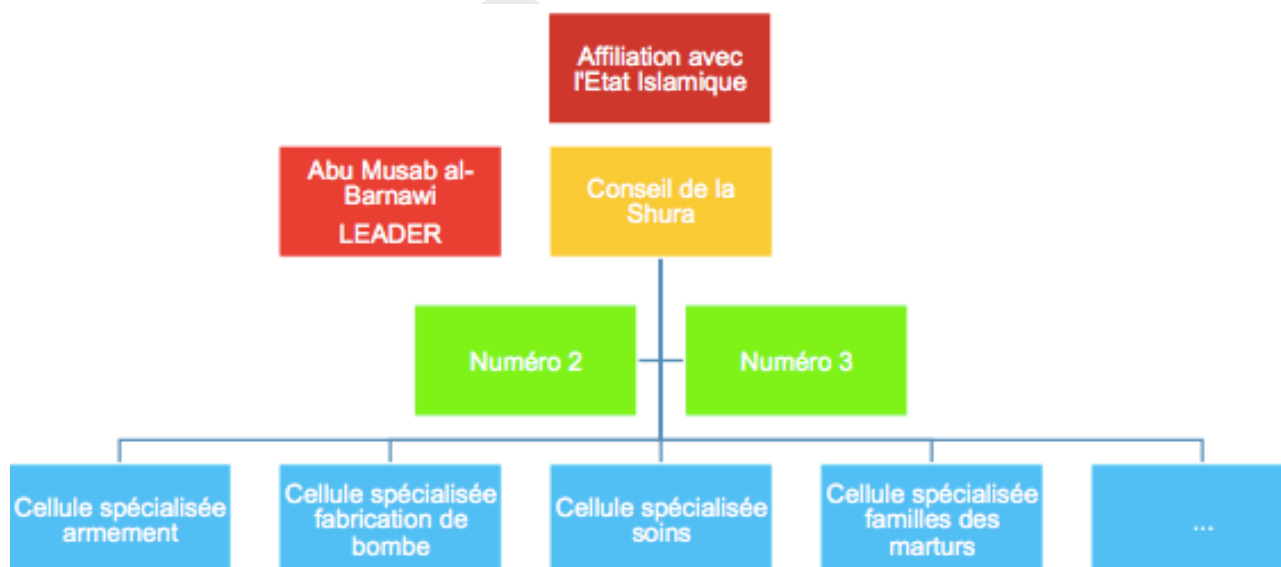 Affiliation avec
l'Etat Islamique
Abu Musab al-
Barnawi
LEADER
Conseil de la
Shura
Numéro 2
Numéro 3
Cellule spécialisée
armement
Cellule spécialisée
fabrication de
bombe
Cellule spécialisée
soins
Cellule spécialisée
familles des
marturs
...